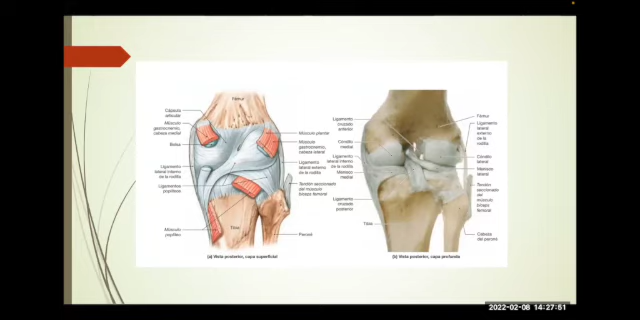 Fémur
Cápsula
articular
Músculo
gastrocnemio,
cabeza medial
Bolsa
Ligamento
lateral interno
de la rodilla
Ligamentos
poplíteos
Músculo
poplíteo
Tibia
Músculo plantar
Músculo
gastrocnemio,
cabeza lateral
Ligamento
lateral externo
de la rodilla
Tendón seccionado
del músculo
bíceps femoral
Peroné
(a) Vista posterior, capa superficial
Ligamento
cruzado
anterior
Cóndilo
medial
Ligamento
lateral interno
de la rodilla
Menisco
medial
Ligamento
cruzado
posterior
Tibia
Fémur
Ligamento
lateral
externo
de la
rodilla
Cóndilo
lateral
Menisco
lateral
Tendón
seccionado
del
músculo
bíceps
femoral
Cabeza
del peroné
(b) Vista posterior, capa profunda
2022-02-08 14:27:51